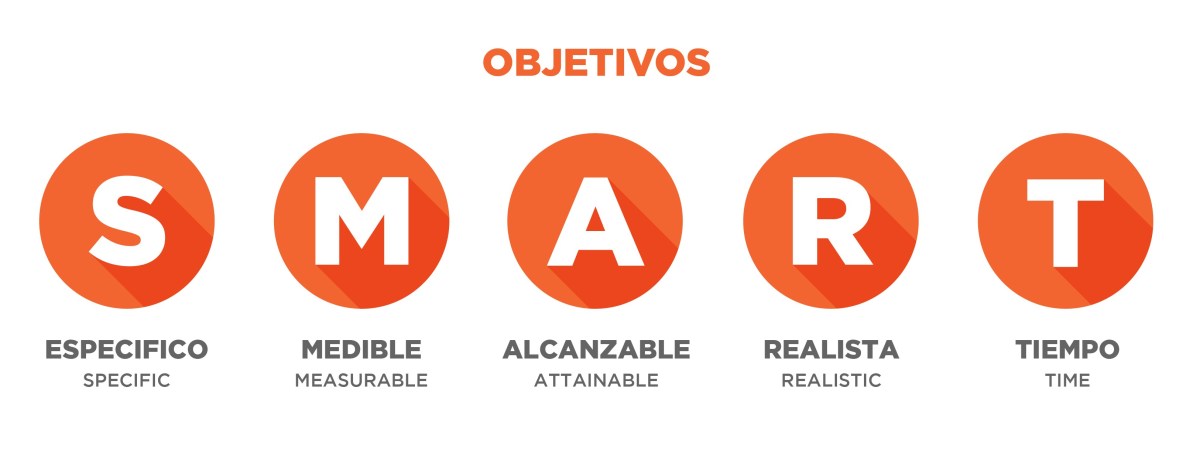 OBJETIVOS
S M A R T
ESPECIFICO MEDIBLE ALCANZABLE REALISTA TIEMPO
SPECIFIC MEASURABLE ATTAINABLE REALISTIC TIME